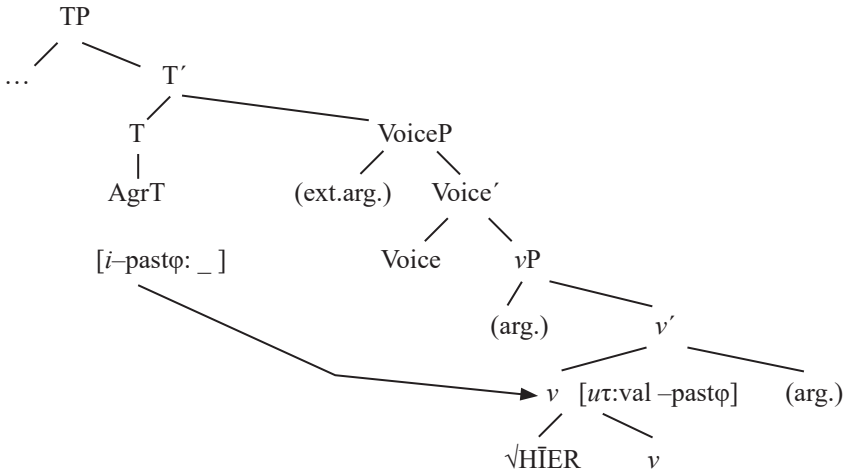 TP
… T´
T VoiceP
AgrT (ext.arg.) Voice´
[i–pastφ: _ ] Voice vP
(arg.) v´
v [uτ:val –pastφ] (arg.)
√HĪER v